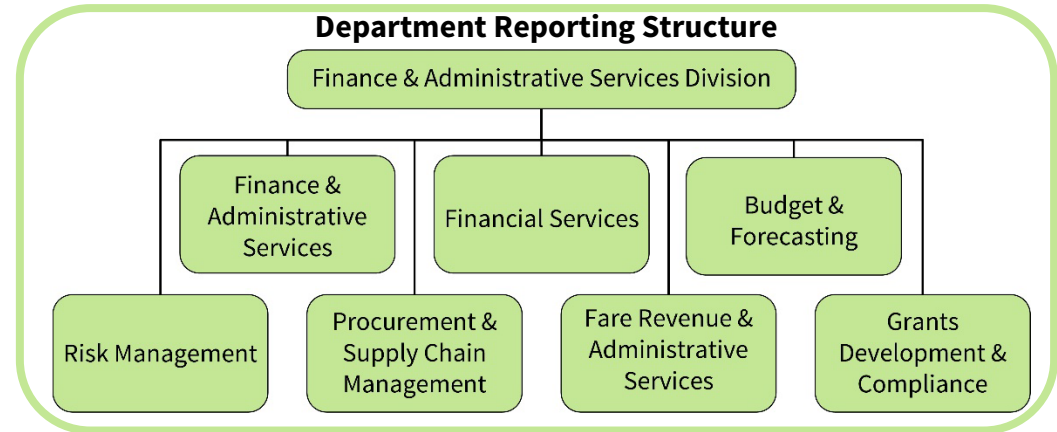 Department Reporting Structure
Finance & Administrative Services Division
Finance &
Administrative
Services
Financial Services
Budget &
Forecasting
Risk Management
Procurement &
Supply Chain
Management
Fare Revenue &
Administrative
Services
Grants
Development &
Compliance